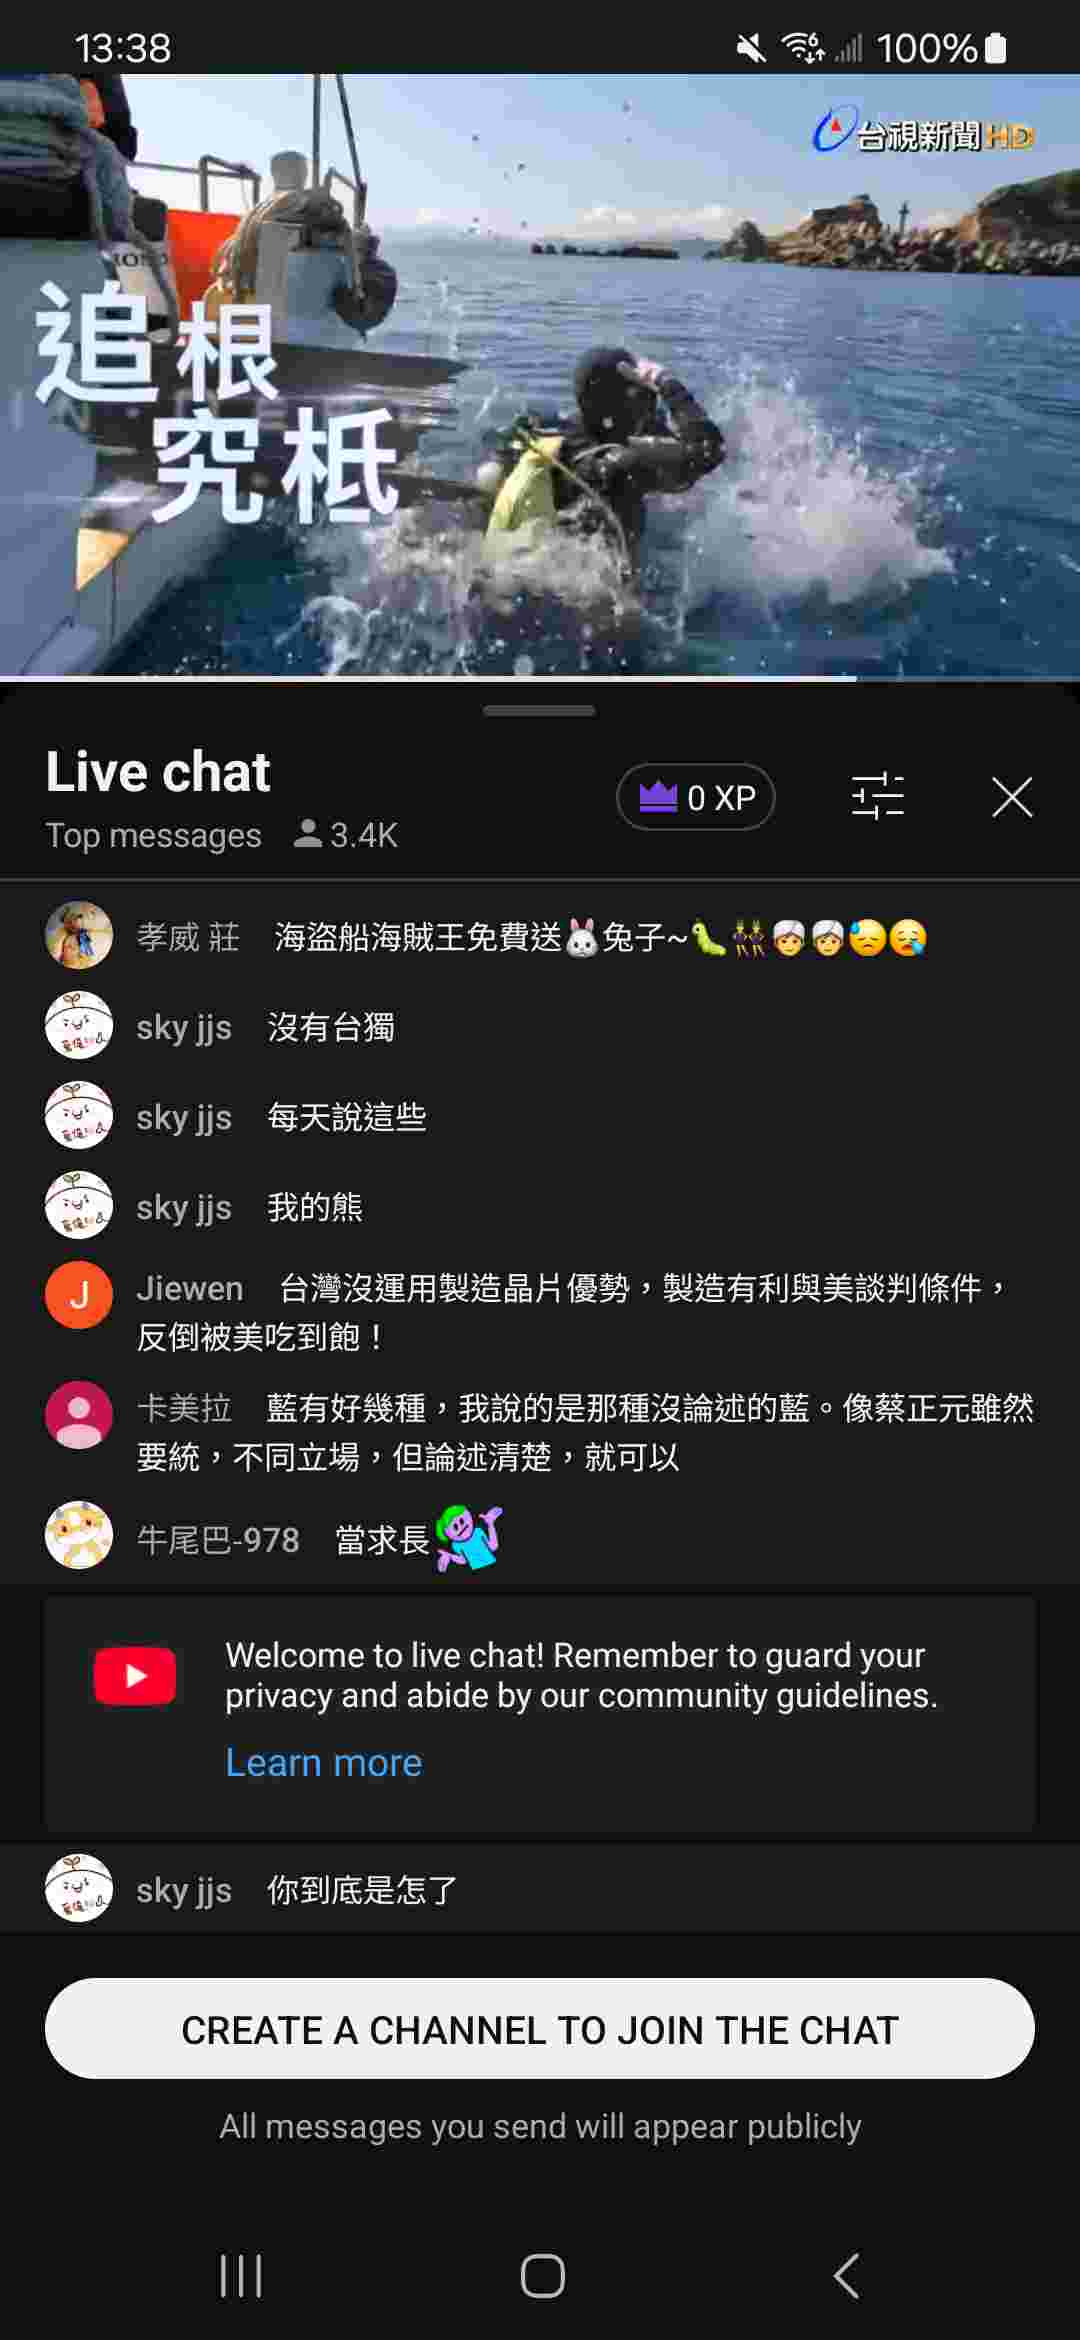 13:38
100%
台視新聞HD
追根
究柢
Live chat
Top messages 3.4K
0 XP
孝威 莊 海盜船海賊王免費送🐰兔子~🐛👯👳👳😓😪
sky jjs 沒有台獨
sky jjs 每天說這些
sky jjs 我的熊
J
Jiewen 台灣沒運用製造晶片優勢，製造有利與美談判條件，
反倒被美吃到飽！
卡美拉 藍有好幾種，我說的是那種沒論述的藍。像蔡正元雖然
要統，不同立場，但論述清楚，就可以
牛尾巴-978 當求長
Welcome to live chat! Remember to guard your
privacy and abide by our community guidelines.
Learn more
sky jjs 你到底是怎了
CREATE A CHANNEL TO JOIN THE CHAT
All messages you send will appear publicly